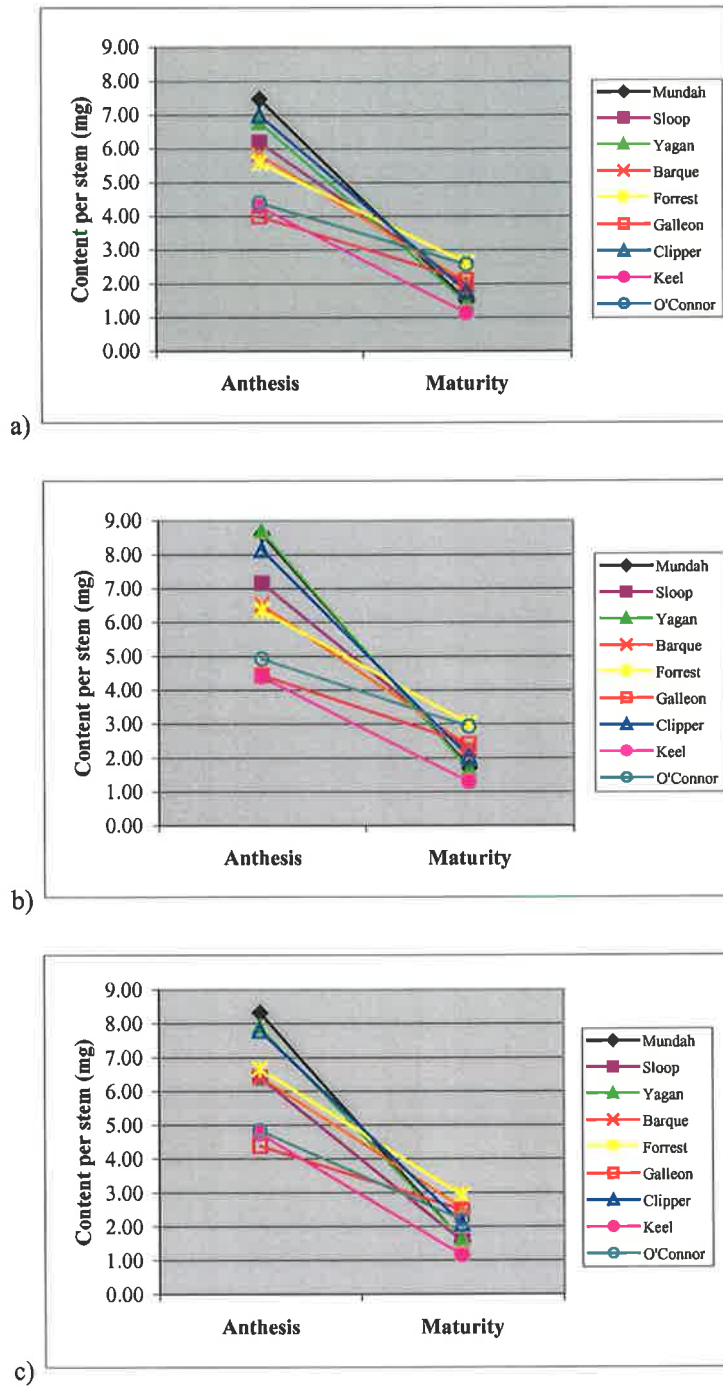 9.00
8.00
7.00
6.00
5.00
4.00
3.00
2.00
1.00
0.00
Content per stem (mg)
Anthesis Maturity
Mundah
Sloop
Yagan
Barque
Forrest
Galleon
Clipper
Keel
O'Connor
a)
9.00
8.00
7.00
6.00
5.00
4.00
3.00
2.00
1.00
0.00
Content per stem (mg)
Anthesis Maturity
Mundah
Sloop
Yagan
Barque
Forrest
Galleon
Clipper
Keel
O'Connor
b)
9.00
8.00
7.00
6.00
5.00
4.00
3.00
2.00
1.00
0.00
Content per stem (mg)
Anthesis Maturity
Mundah
Sloop
Yagan
Barque
Forrest
Galleon
Clipper
Keel
O'Connor
c)